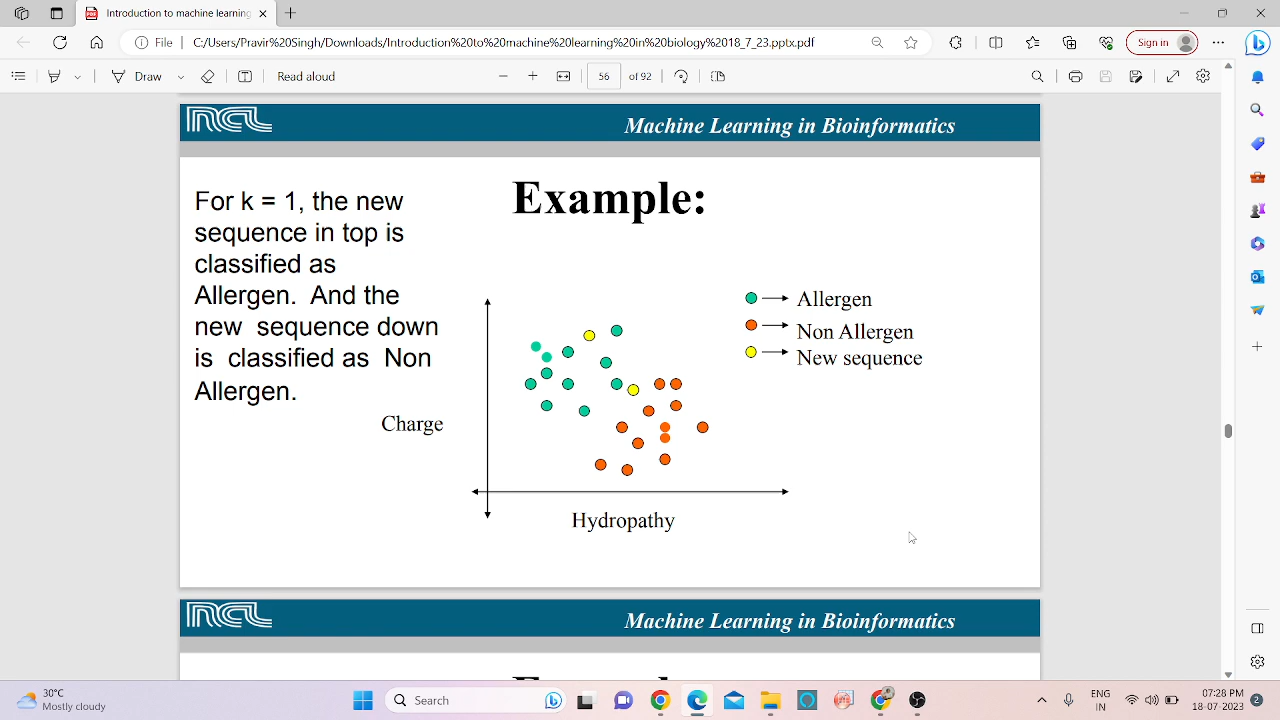 Introduction to machine learning
File
C:/Users/Pravir%20Singh/Downloads/Introduction%20to%20machine%20learning%20in%20biology%2018_7_23.pptx.pdf
Sign in
Draw
Read aloud
56 of 92
NCL
Machine Learning in Bioinformatics
For k = 1, the new
sequence in top is
classified as
Allergen. And the
new sequence down
is classified as Non
Allergen.
Example:
Allergen
Non Allergen
New sequence
Charge
Hydropathy
NCL
Machine Learning in Bioinformatics
30°C
Mostly cloudy
Search
ENG
IN
07:28 PM
18-07-2023
2